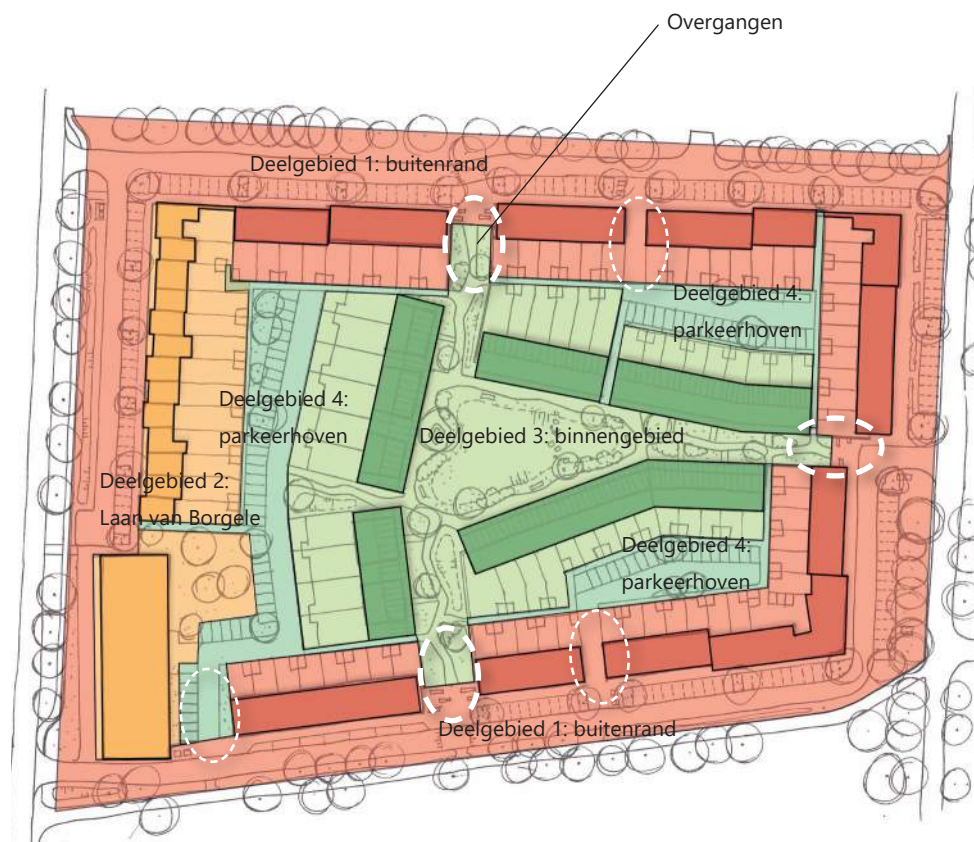 Overgangen
Deelgebied 1: buitenrand
Deelgebied 4:
parkeerhoven
Deelgebied 4:
parkeerhoven
Deelgebied 3: binnengebied
Deelgebied 2:
Laan van Borgele
Deelgebied 4:
parkeerhoven
Deelgebied 1: buitenrand